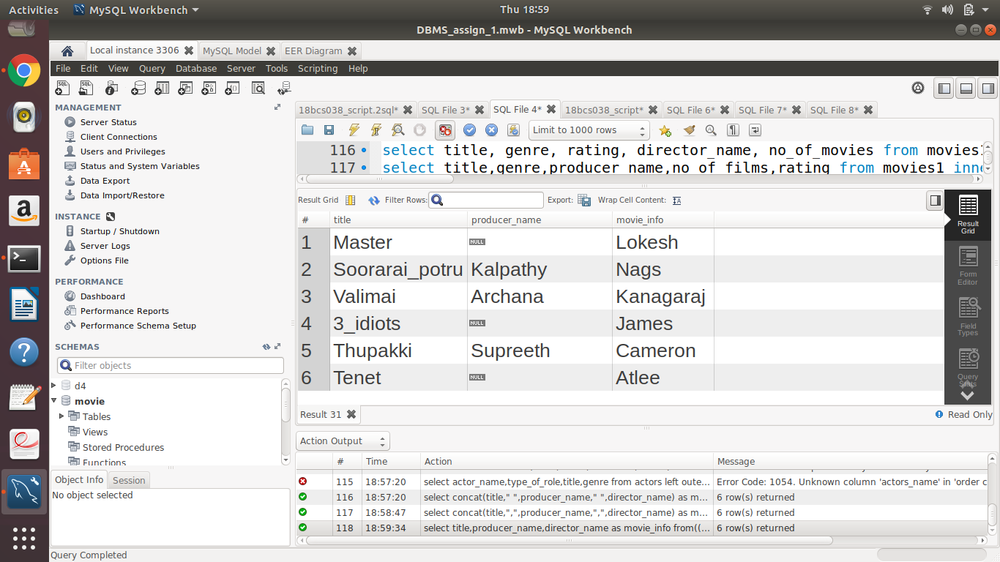 Activities MySQL Workbench Thu 18:59
DBMS_assign_1.mwb - MySQL Workbench
Local instance 3306 MySQL Model EER Diagram
File Edit View Query Database Server Tools Scripting Help
MANAGEMENT
Server Status
Client Connections
Users and Privileges
Status and System Variables
Data Export
Data Import/Restore
INSTANCE
Startup / Shutdown
Server Logs
Options File
PERFORMANCE
Dashboard
Performance Reports
Performance Schema Setup
SCHEMAS
Filter objects
d4
movie
Tables
Views
Stored Procedures
Functions
Object Info Session
No object selected
18bcs038_script.2sql* SQL File 3* SQL File 4* 18bcs038_script* SQL File 6* SQL File 7* SQL File 8*
Limit to 1000 rows
116 select title, genre, rating, director_name, no_of_movies from movies1
117 select title,genre,producer_name,no_of_films,rating from movies1 inne
Result Grid Filter Rows: Export: Wrap Cell Content:
# title producer_name movie_info
1 Master NULL Lokesh
2 Soorarai_potru Kalpathy Nags
3 Valimai Archana Kanagaraj
4 3_idiots NULL James
5 Thupakki Supreeth Cameron
6 Tenet NULL Atlee
Result Grid
Form Editor
Field Types
Query Stats
Result 31 Read Only
Action Output
# Time Action Message
115 18:57:20 select actor_name,type_of_role,title,genre from actors left oute... Error Code: 1054. Unknown column 'actors_name' in 'order c
116 18:57:20 select concat(title," ",producer_name," ",director_name) as m... 6 row(s) returned
117 18:58:47 select concat(title,",",producer_name,",",director_name) as m... 6 row(s) returned
118 18:59:34 select title,producer_name,director_name as movie_info from((... 6 row(s) returned
Query Completed